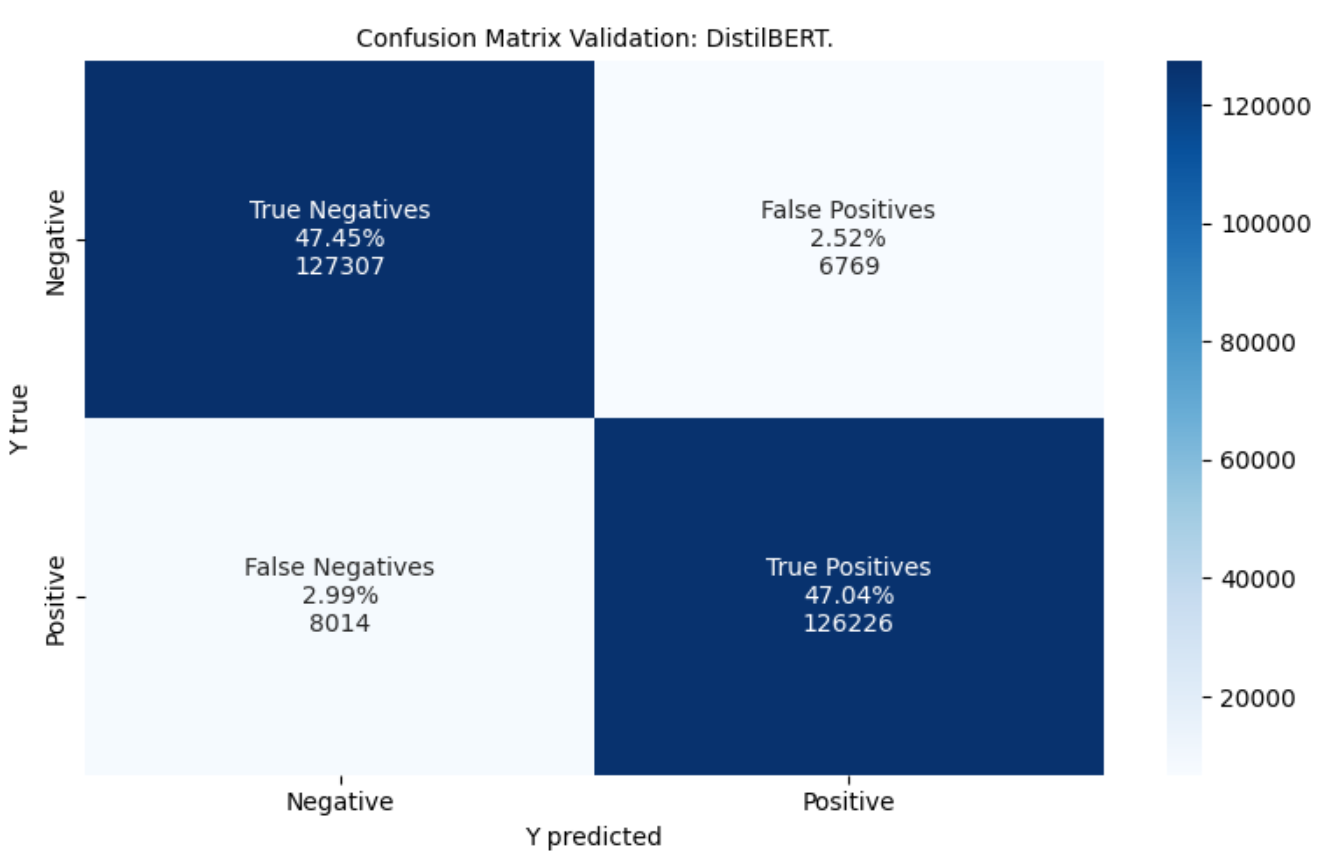 Confusion Matrix Validation: DistilBERT.
Y true
Negative
Positive
True Negatives
47.45%
127307
False Positives
2.52%
6769
False Negatives
2.99%
8014
True Positives
47.04%
126226
Negative
Positive
Y predicted
120000
100000
80000
60000
40000
20000